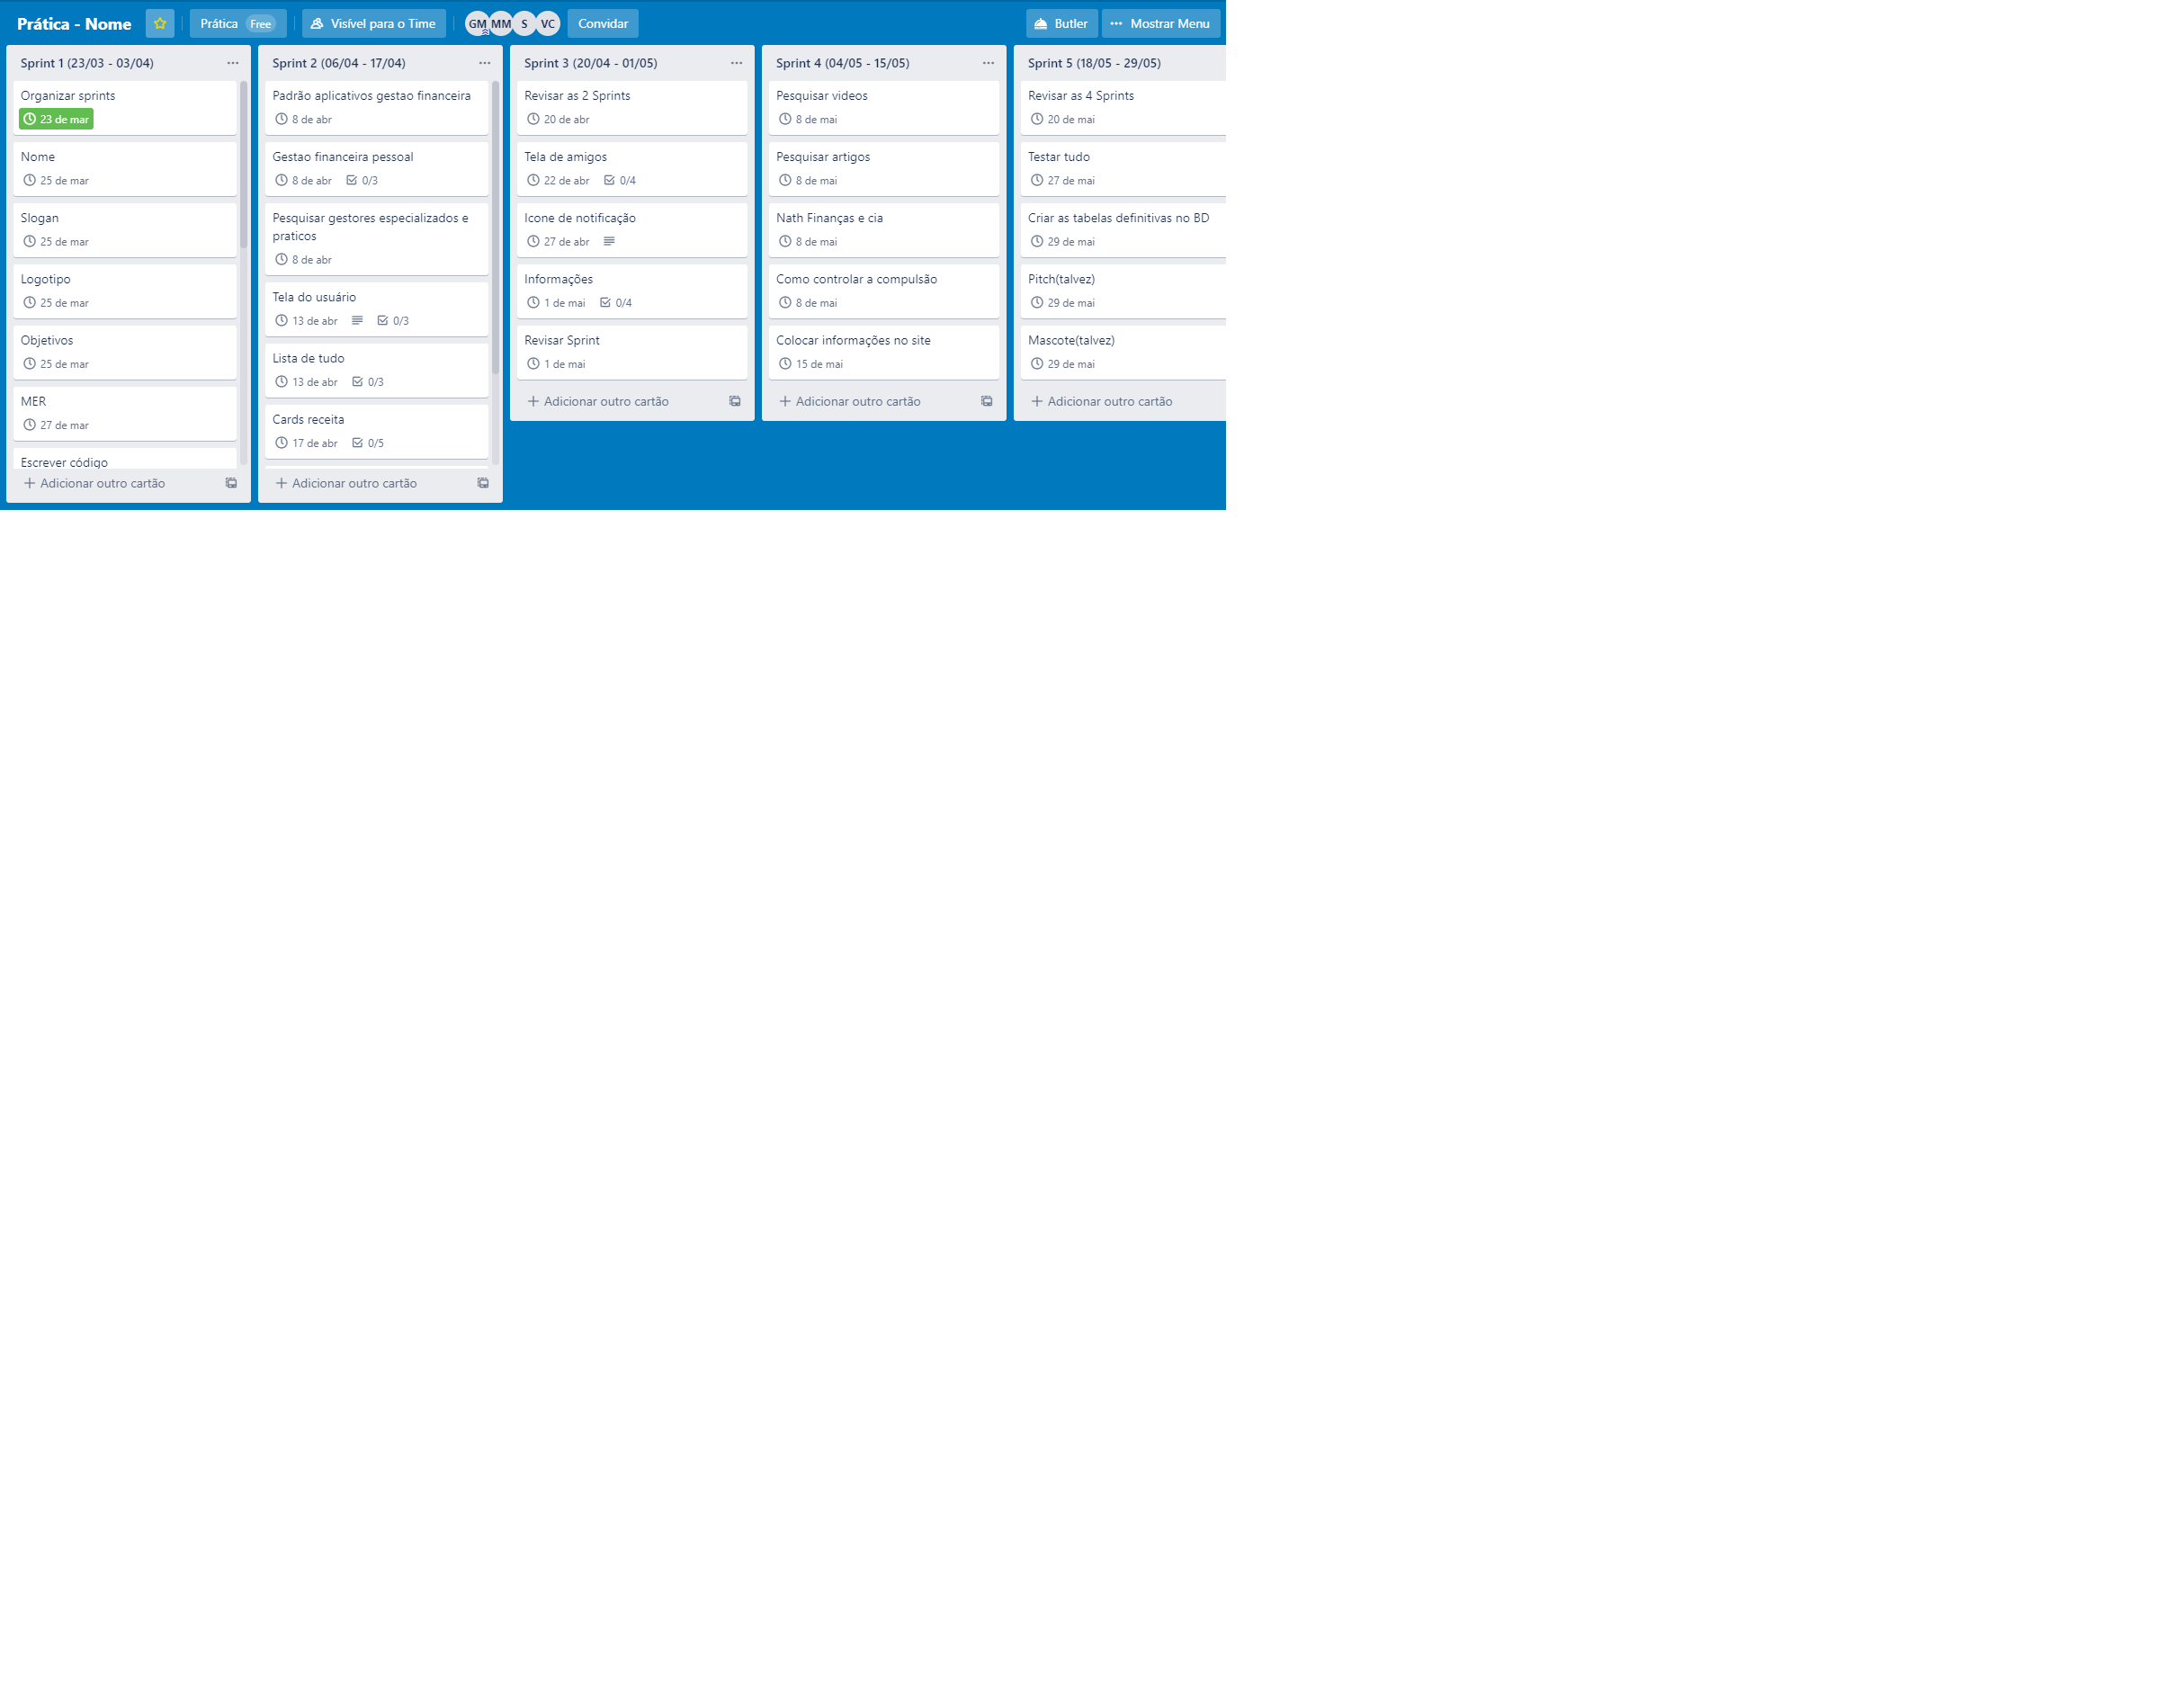 Prática - Nome
Prática Free
Visível para o Time
GM MM S VC
Convidar
Butler
Mostrar Menu
Sprint 1 (23/03 - 03/04)
Organizar sprints
23 de mar
Nome
25 de mar
Slogan
25 de mar
Logotipo
25 de mar
Objetivos
25 de mar
MER
27 de mar
Escrever código
+ Adicionar outro cartão
Sprint 2 (06/04 - 17/04)
Padrão aplicativos gestao financeira
8 de abr
Gestao financeira pessoal
8 de abr 0/3
Pesquisar gestores especializados e
praticos
8 de abr
Tela do usuário
13 de abr 0/3
Lista de tudo
13 de abr 0/3
Cards receita
17 de abr 0/5
+ Adicionar outro cartão
Sprint 3 (20/04 - 01/05)
Revisar as 2 Sprints
20 de abr
Tela de amigos
22 de abr 0/4
Icone de notificação
27 de abr
Informações
1 de mai 0/4
Revisar Sprint
1 de mai
+ Adicionar outro cartão
Sprint 4 (04/05 - 15/05)
Pesquisar videos
8 de mai
Pesquisar artigos
8 de mai
Nath Finanças e cia
8 de mai
Como controlar a compulsão
8 de mai
Colocar informações no site
15 de mai
+ Adicionar outro cartão
Sprint 5 (18/05 - 29/05)
Revisar as 4 Sprints
20 de mai
Testar tudo
27 de mai
Criar as tabelas definitivas no BD
29 de mai
Pitch(talvez)
29 de mai
Mascote(talvez)
29 de mai
+ Adicionar outro cartão